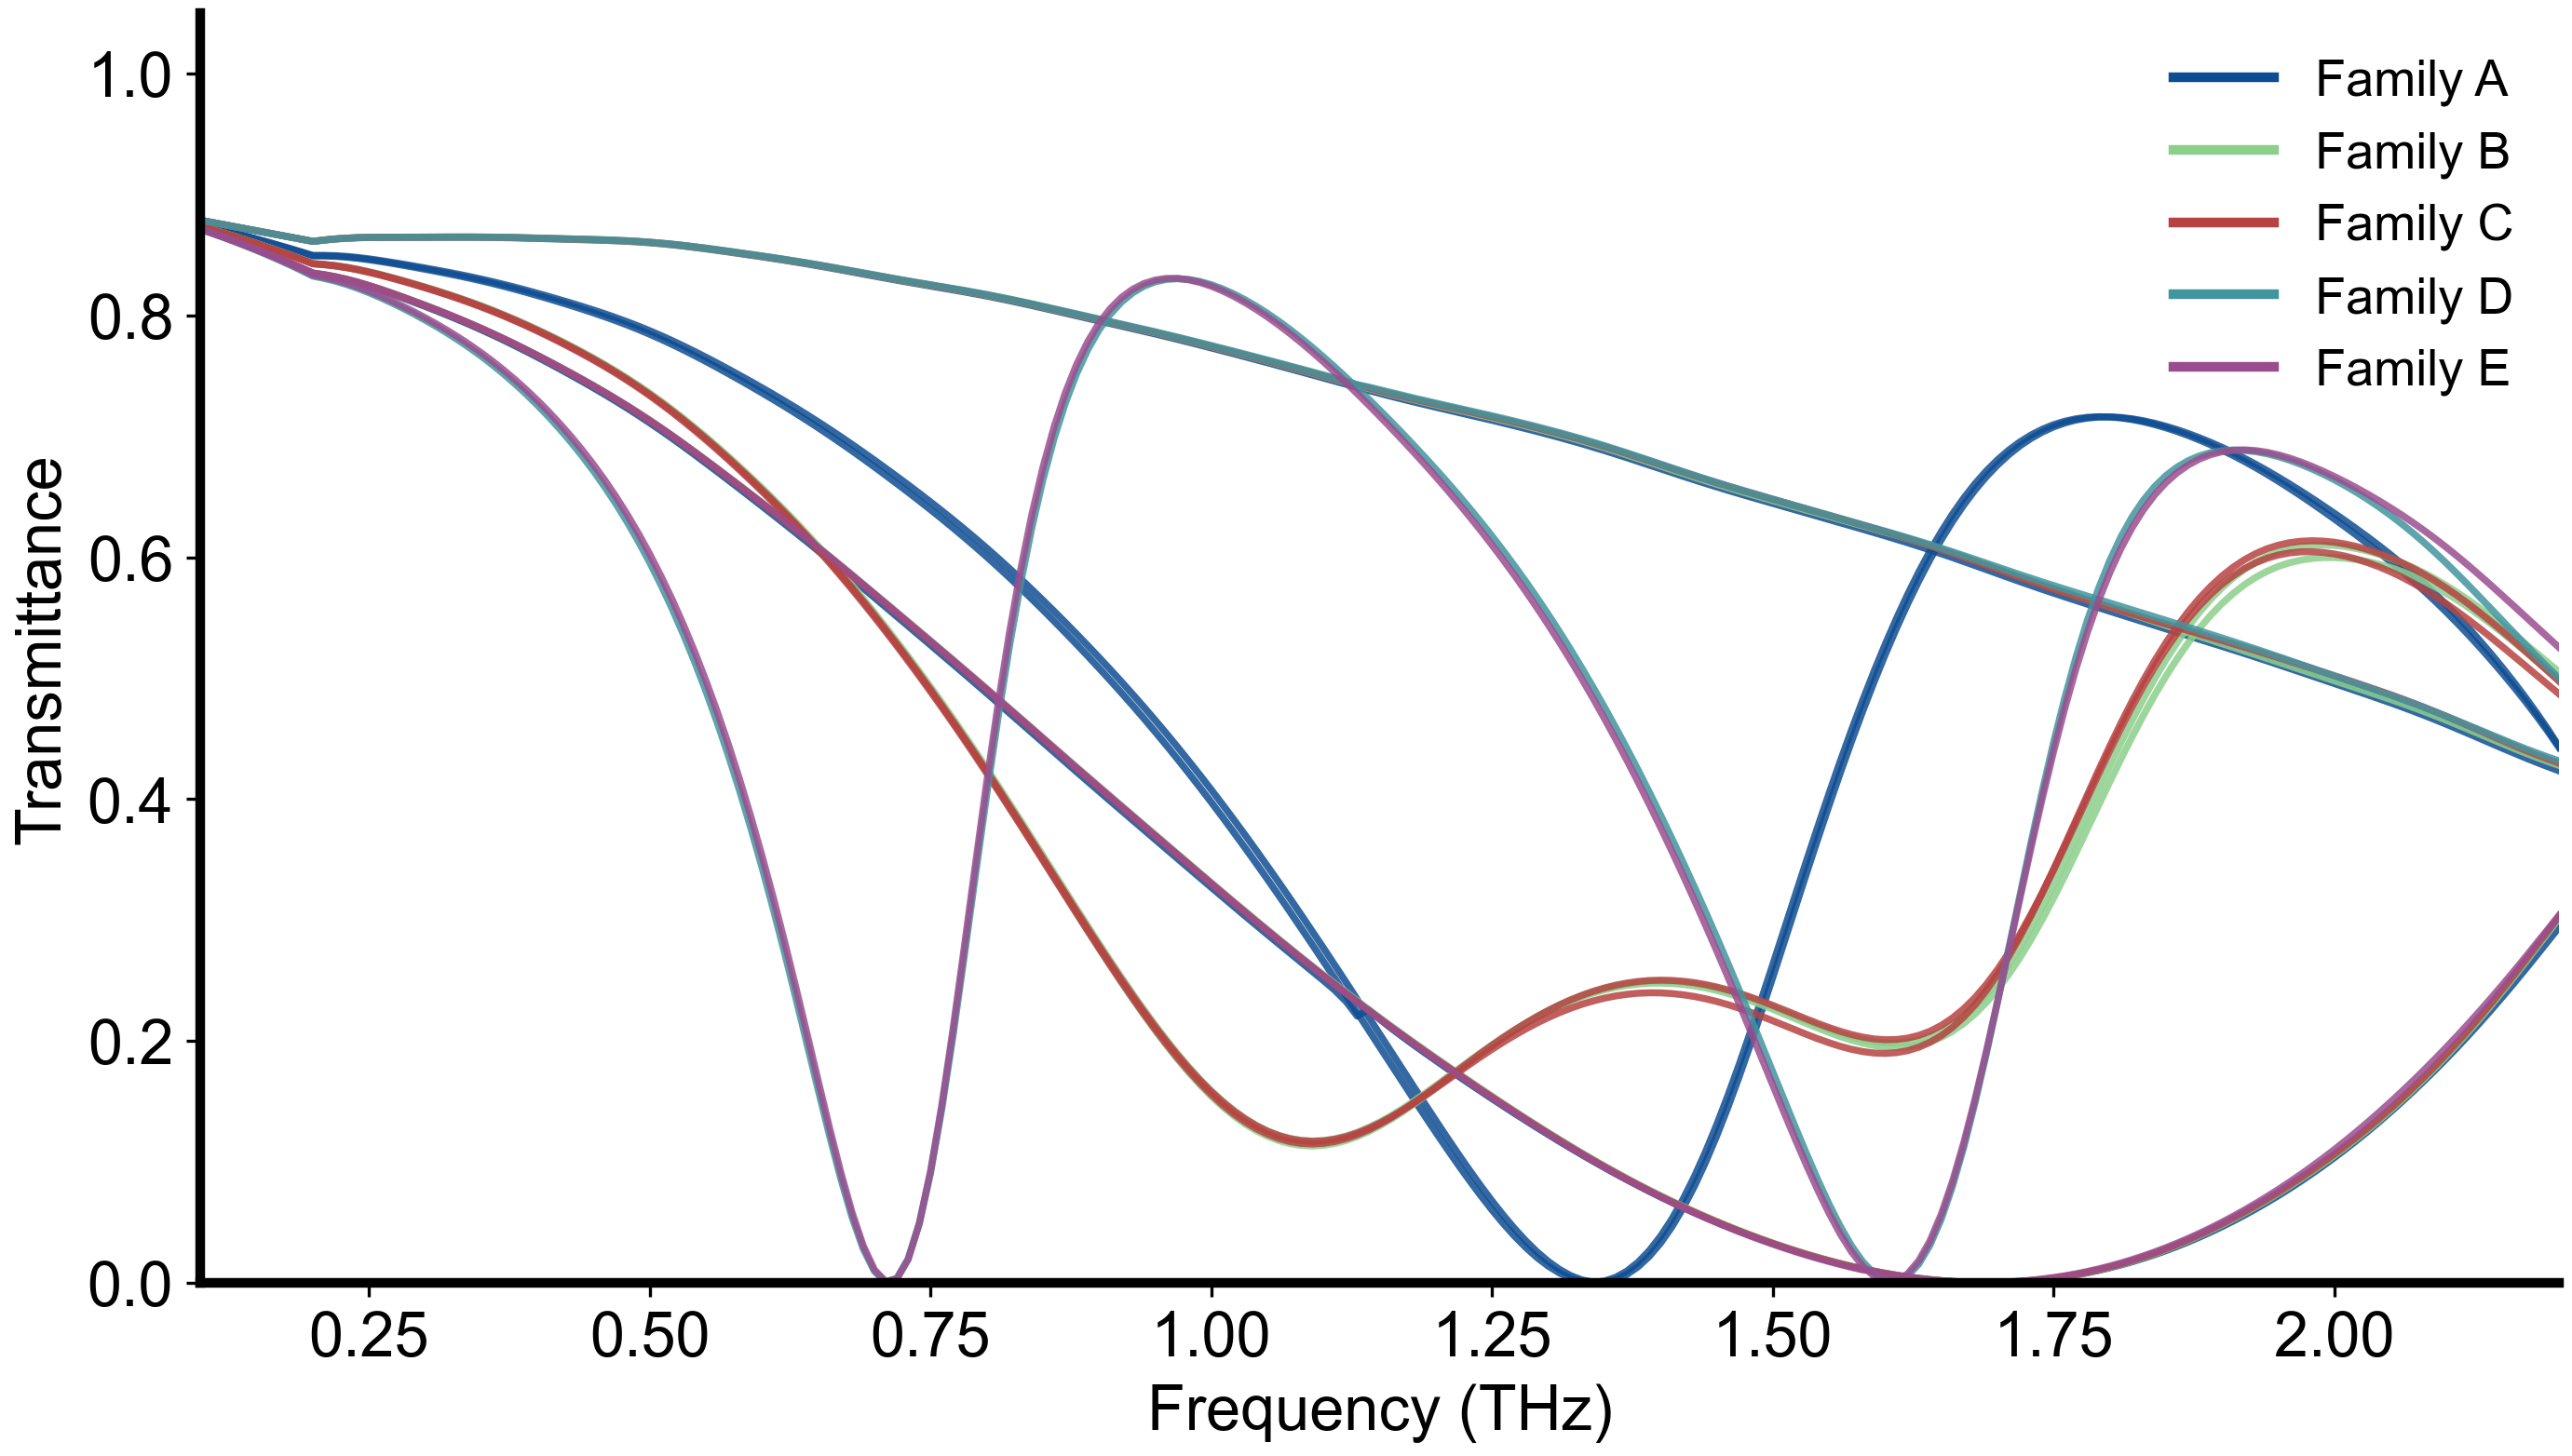 1.0
0.8
0.6
0.4
0.2
0.0
Transmittance
Family A
Family B
Family C
Family D
Family E
0.25 0.50 0.75 1.00 1.25 1.50 1.75 2.00
Frequency (THz)